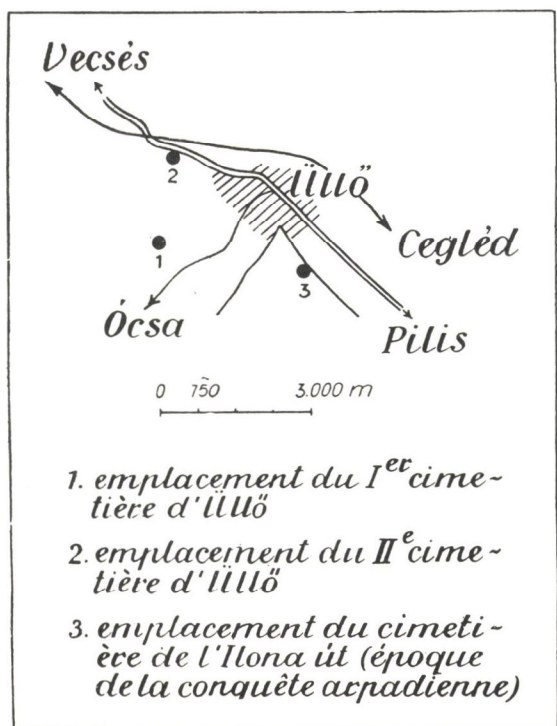 Vecsés
2
Üllő
1
Cegléd
3
Ócsa
Pilis
0 750 3.000 m
1. emplacement du Ier cime-
tière d'Üllő
2. emplacement du IIe cime-
tière d'Üllő
3. emplacement du cimeti-
ère de l'Ilona út (époque
de la conquête arpadienne)